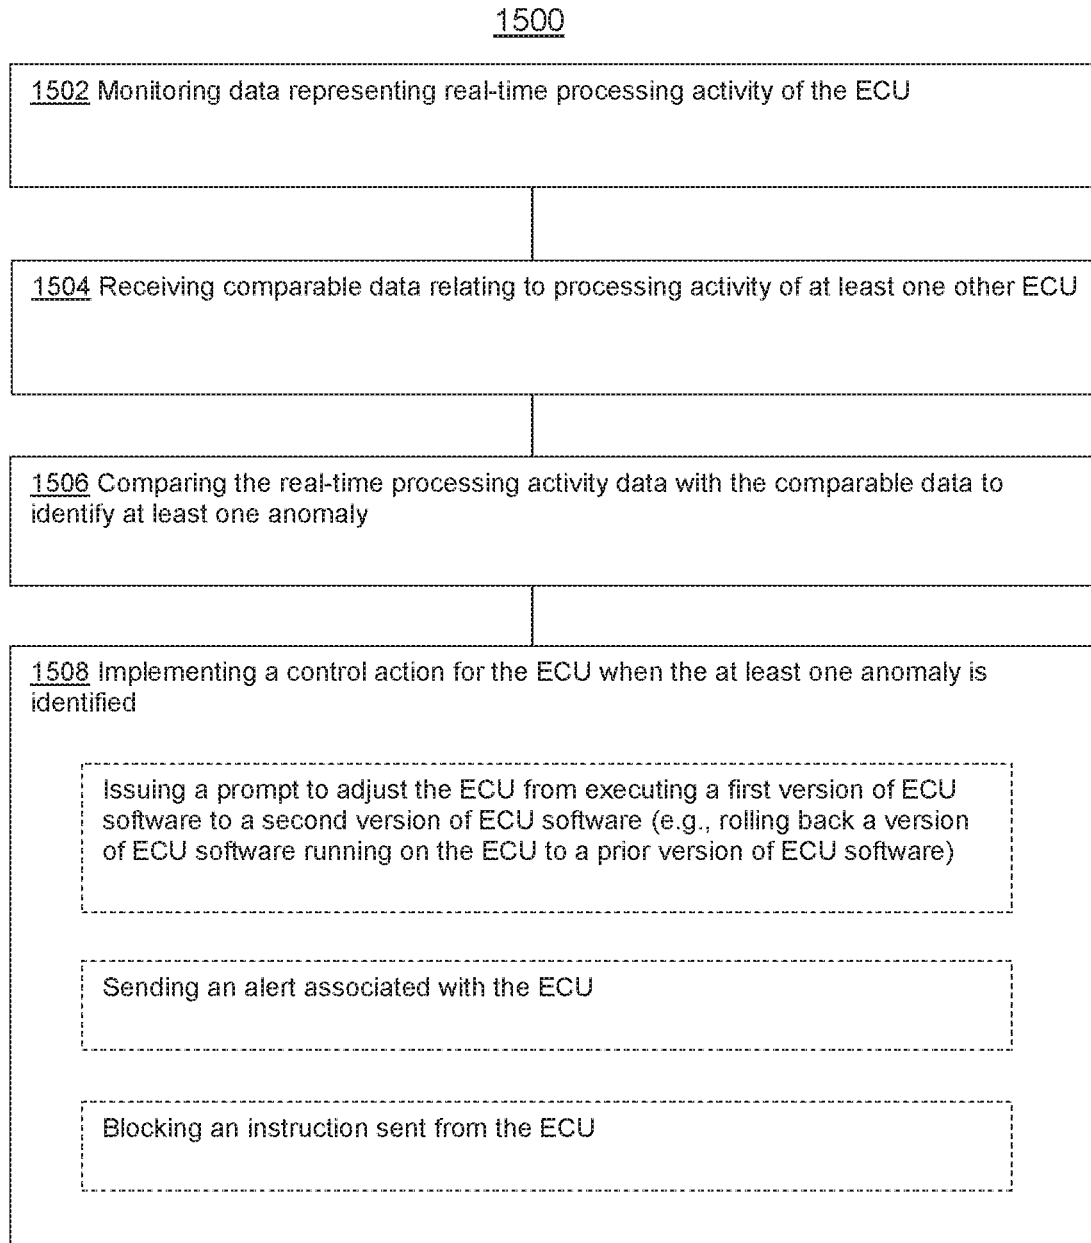 1500
1502 Monitoring data representing real-time processing activity of the ECU
1504 Receiving comparable data relating to processing activity of at least one other ECU
1506 Comparing the real-time processing activity data with the comparable data to
identify at least one anomaly
1508 Implementing a control action for the ECU when the at least one anomaly is
identified
Issuing a prompt to adjust the ECU from executing a first version of ECU
software to a second version of ECU software (e.g., rolling back a version
of ECU software running on the ECU to a prior version of ECU software)
Sending an alert associated with the ECU
Blocking an instruction sent from the ECU